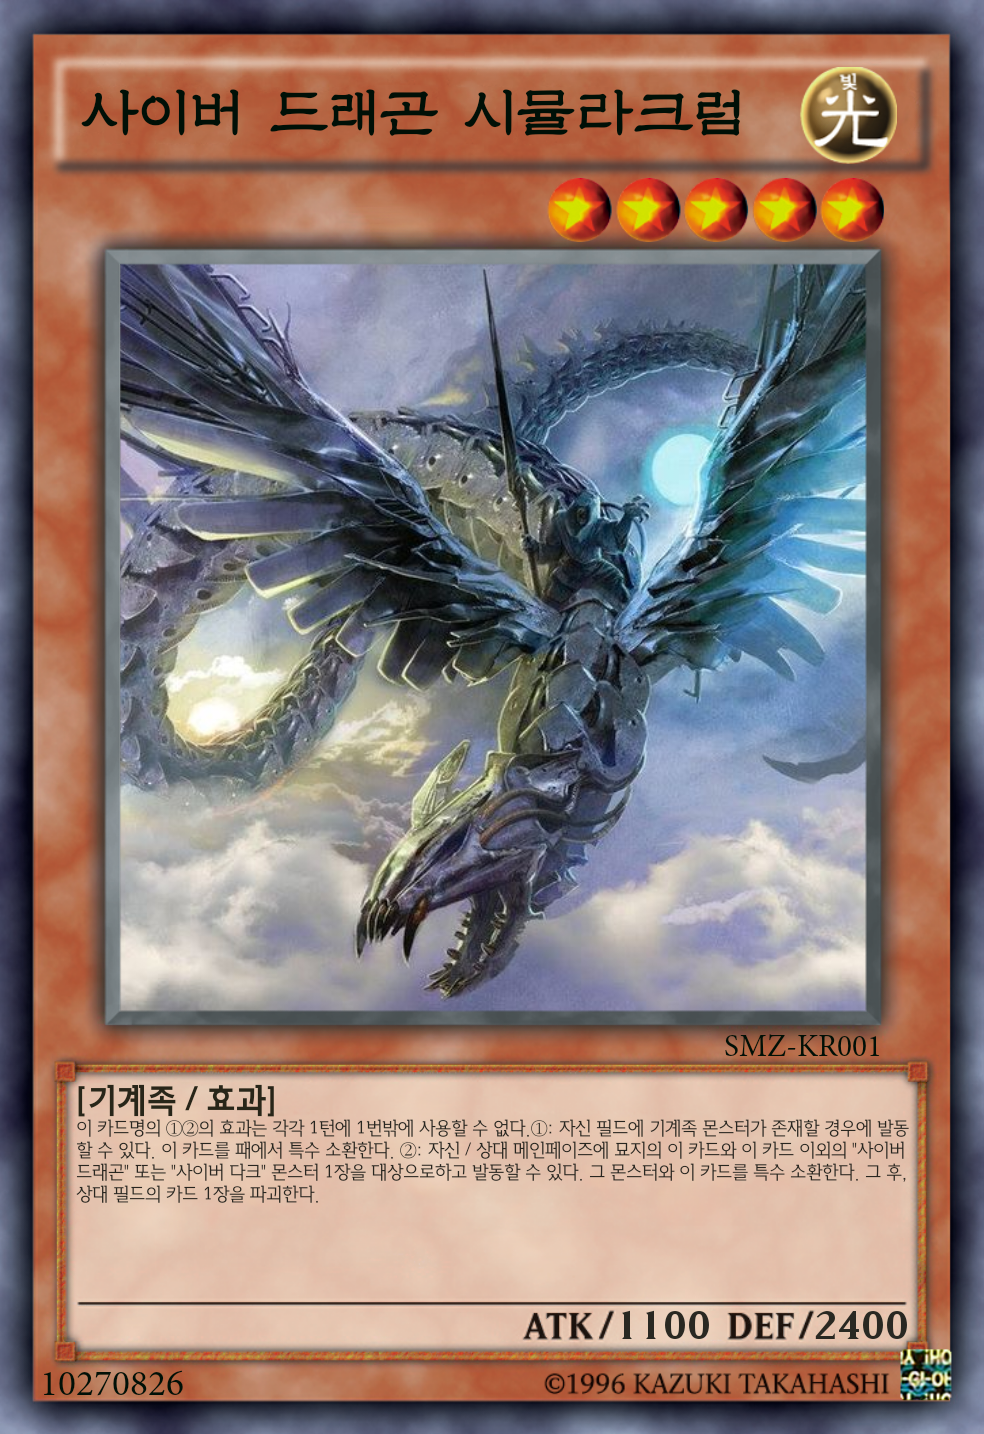 사이버 드래곤 시뮬라크럼
빛
光
SMZ-KR001
[기계족 / 효과]
이 카드명의 ①②의 효과는 각각 1턴에 1번밖에 사용할 수 없다.①: 자신 필드에 기계족 몬스터가 존재할 경우에 발동
할 수 있다. 이 카드를 패에서 특수 소환한다. ②: 자신 / 상대 메인페이즈에 묘지의 이 카드와 이 카드 이외의 "사이버
드래곤" 또는 "사이버 다크" 몬스터 1장을 대상으로하고 발동할 수 있다. 그 몬스터와 이 카드를 특수 소환한다. 그 후,
상대 필드의 카드 1장을 파괴한다.
ATK/1100 DEF/2400
10270826
©1996 KAZUKI TAKAHASHI